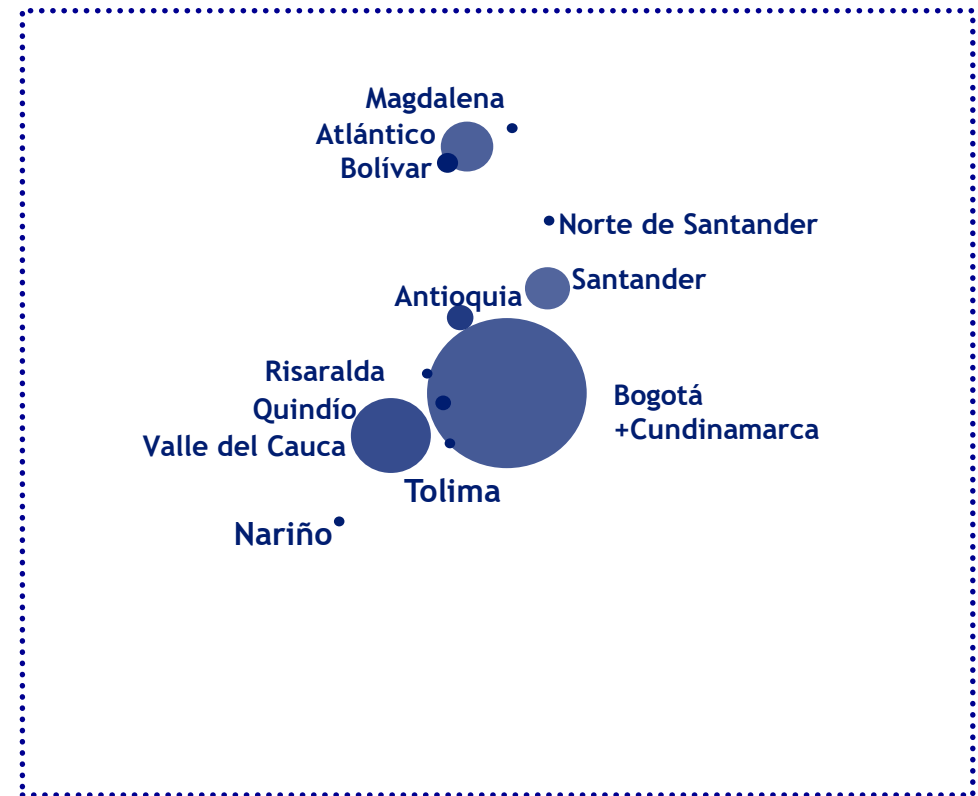 Magdalena
Atlántico
Bolívar
Norte de Santander
Santander
Antioquia
Risaralda
Bogotá
Quindío
+Cundinamarca
Valle del Cauca
Tolima
Nariño